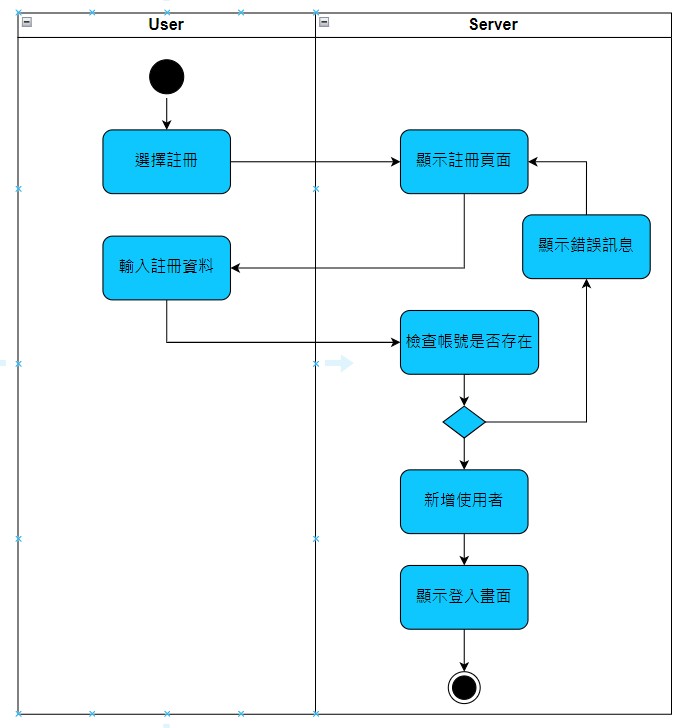 User
Server
選擇註冊
顯示註冊頁面
顯示錯誤訊息
輸入註冊資料
檢查帳號是否存在
新增使用者
顯示登入畫面